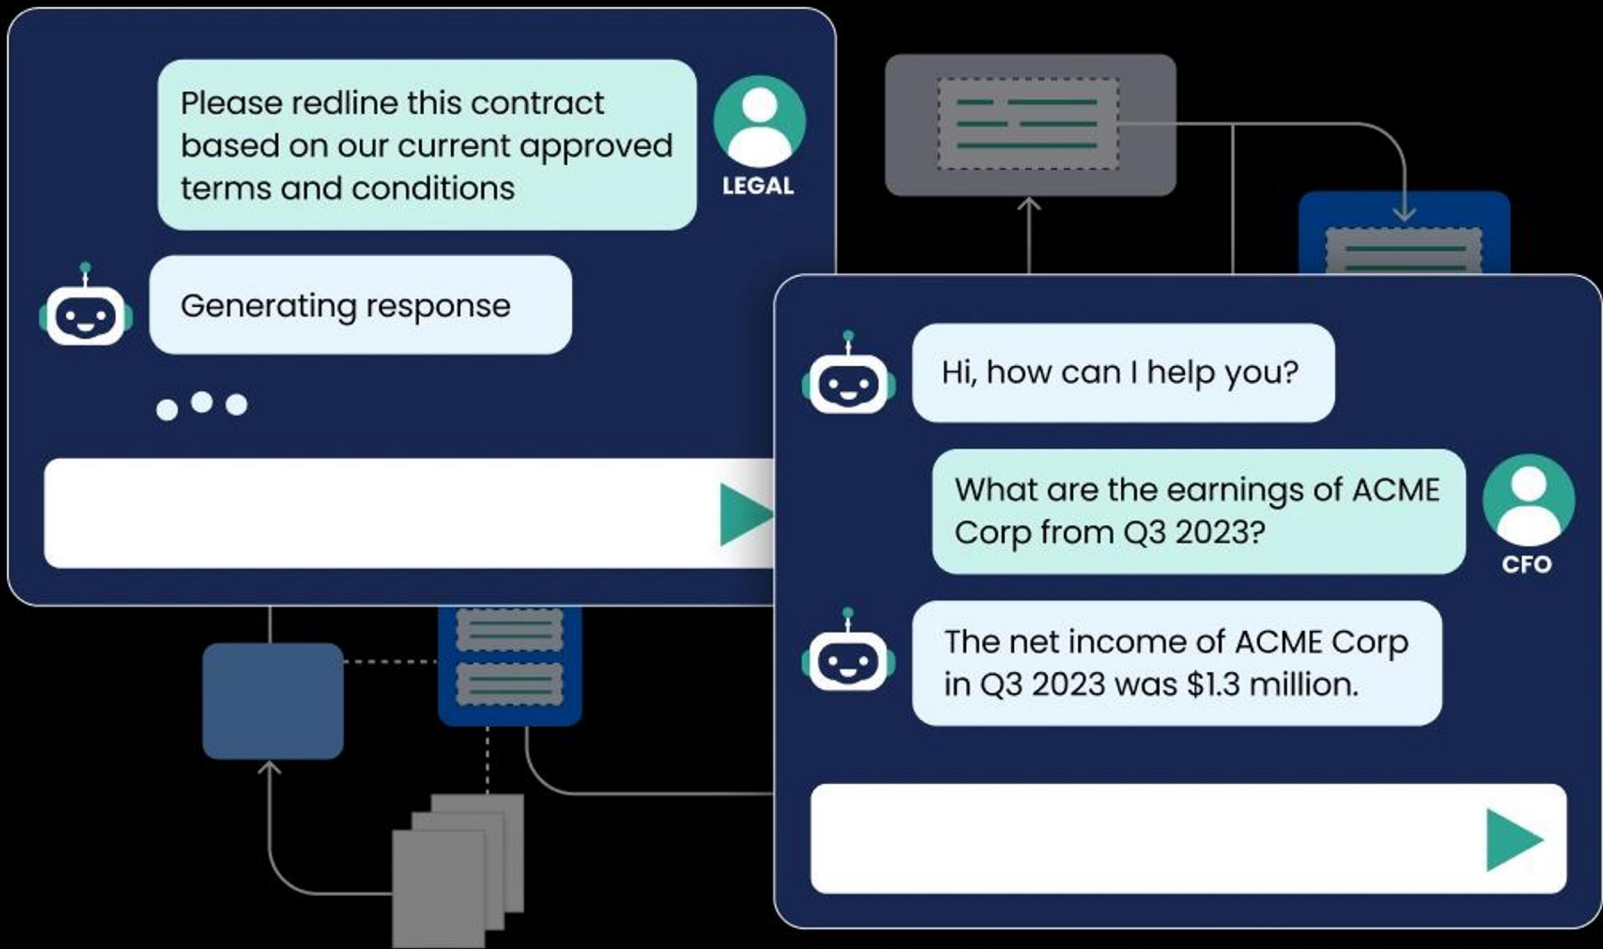 Please redline this contract
based on our current approved
terms and conditions
LEGAL
Generating response
Hi, how can I help you?
What are the earnings of ACME
Corp from Q3 2023?
CFO
The net income of ACME Corp
in Q3 2023 was $1.3 million.